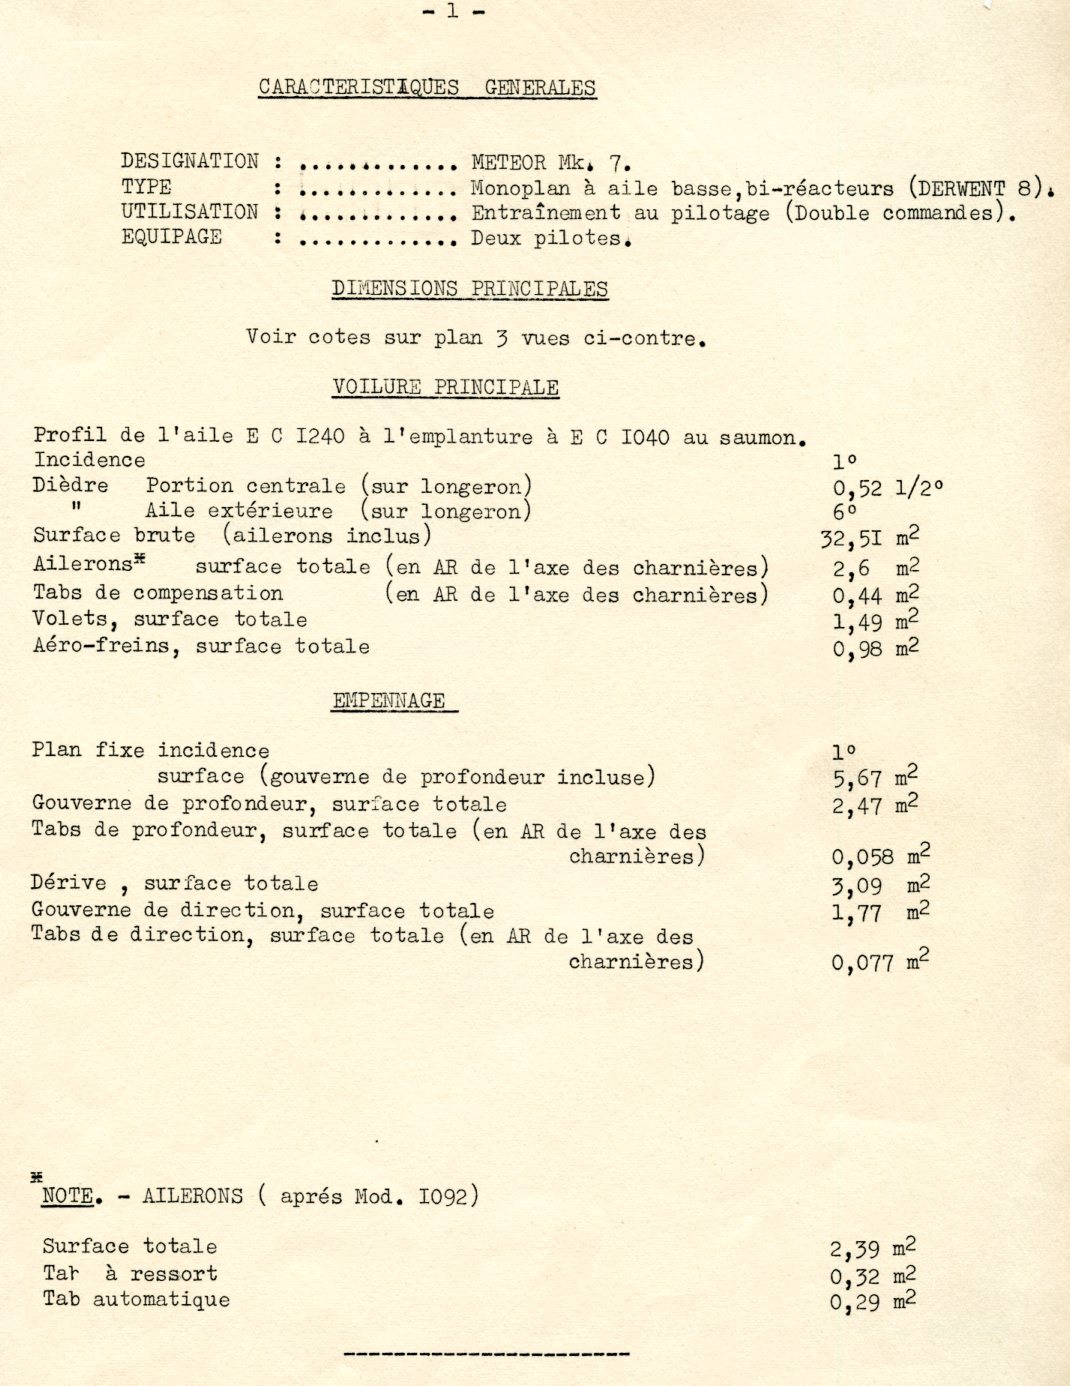 - 1 -
CARACTERISTIQUES GENERALES
DESIGNATION : ............. METEOR Mk. 7.
TYPE : ............. Monoplan à aile basse,bi-réacteurs (DERWENT 8).
UTILISATION : ............. Entraînement au pilotage (Double commandes).
EQUIPAGE : ............. Deux pilotes.
DIMENSIONS PRINCIPALES
Voir cotes sur plan 3 vues ci-contre.
VOILURE PRINCIPALE
Profil de l'aile E C I240 à l'emplanture à E C I040 au saumon.
Incidence 1°
Dièdre Portion centrale (sur longeron) 0,52 1/2°
" Aile extérieure (sur longeron) 6°
Surface brute (ailerons inclus) 32,5I m2
Ailerons* surface totale (en AR de l'axe des charnières) 2,6 m2
Tabs de compensation (en AR de l'axe des charnières) 0,44 m2
Volets, surface totale 1,49 m2
Aéro-freins, surface totale 0,98 m2
EMPENNAGE
Plan fixe incidence 1°
surface (gouverne de profondeur incluse) 5,67 m2
Gouverne de profondeur, surface totale 2,47 m2
Tabs de profondeur, surface totale (en AR de l'axe des
charnières) 0,058 m2
Dérive , surface totale 3,09 m2
Gouverne de direction, surface totale 1,77 m2
Tabs de direction, surface totale (en AR de l'axe des
charnières) 0,077 m2
* NOTE. - AILERONS ( aprés Mod. I092)
Surface totale 2,39 m2
Tab à ressort 0,32 m2
Tab automatique 0,29 m2
-----------------------